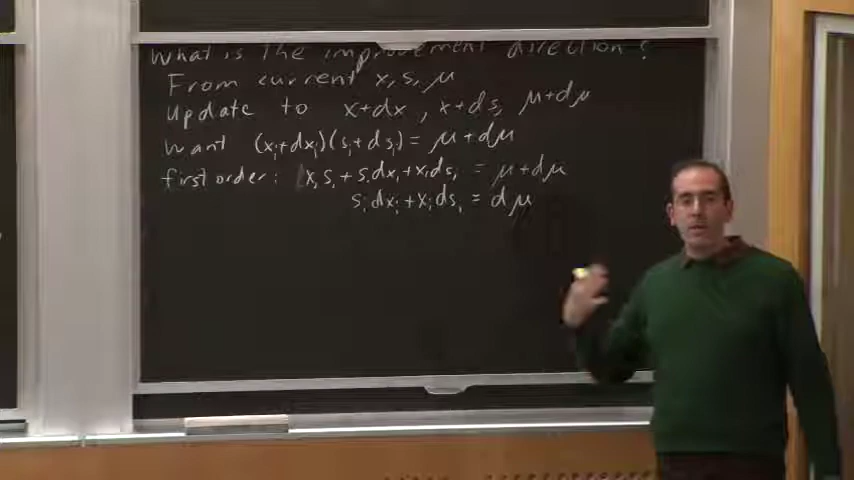 What is the improvement direction?
From current x, s, μ
update to x+dx, x+ds, μ+dμ
want (xᵢ+dxᵢ)(sᵢ+dsᵢ)= μ+dμ
first order: xᵢsᵢ+sᵢdxᵢ+xᵢdsᵢ = μ+dμ
sᵢdxᵢ+xᵢdsᵢ = dμ